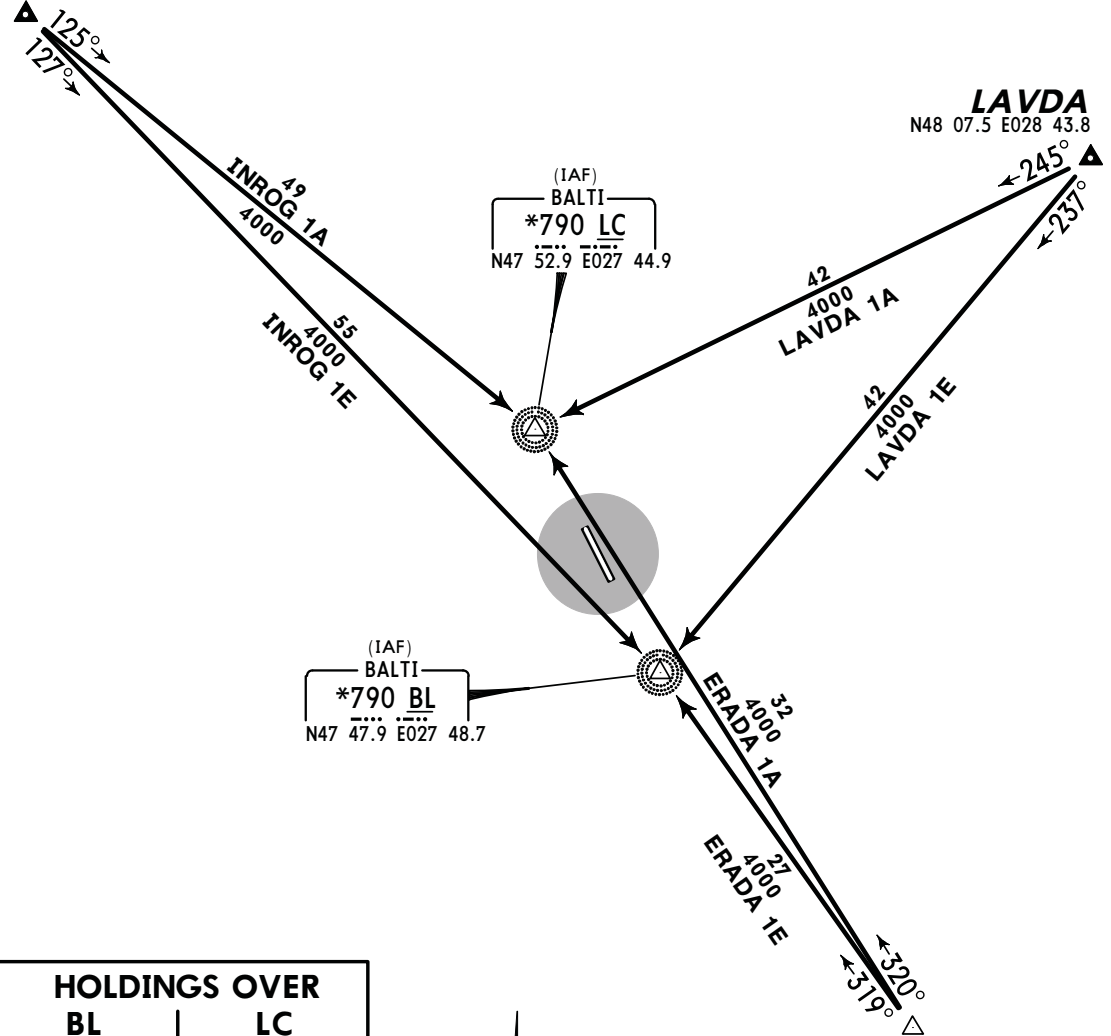 125°
127°
LAVDA
N48 07.5 E028 43.8
245°
237°
49
INROG 1A
4000
(IAF)
BALTI
*790 LC
N47 52.9 E027 44.9
42
4000
LAVDA 1A
55
4000
INROG 1E
42
4000
LAVDA 1E
(IAF)
BALTI
*790 BL
N47 47.9 E027 48.7
32
4000
ERADA 1A
27
4000
ERADA 1E
320°
319°
HOLDINGS OVER
BL LC